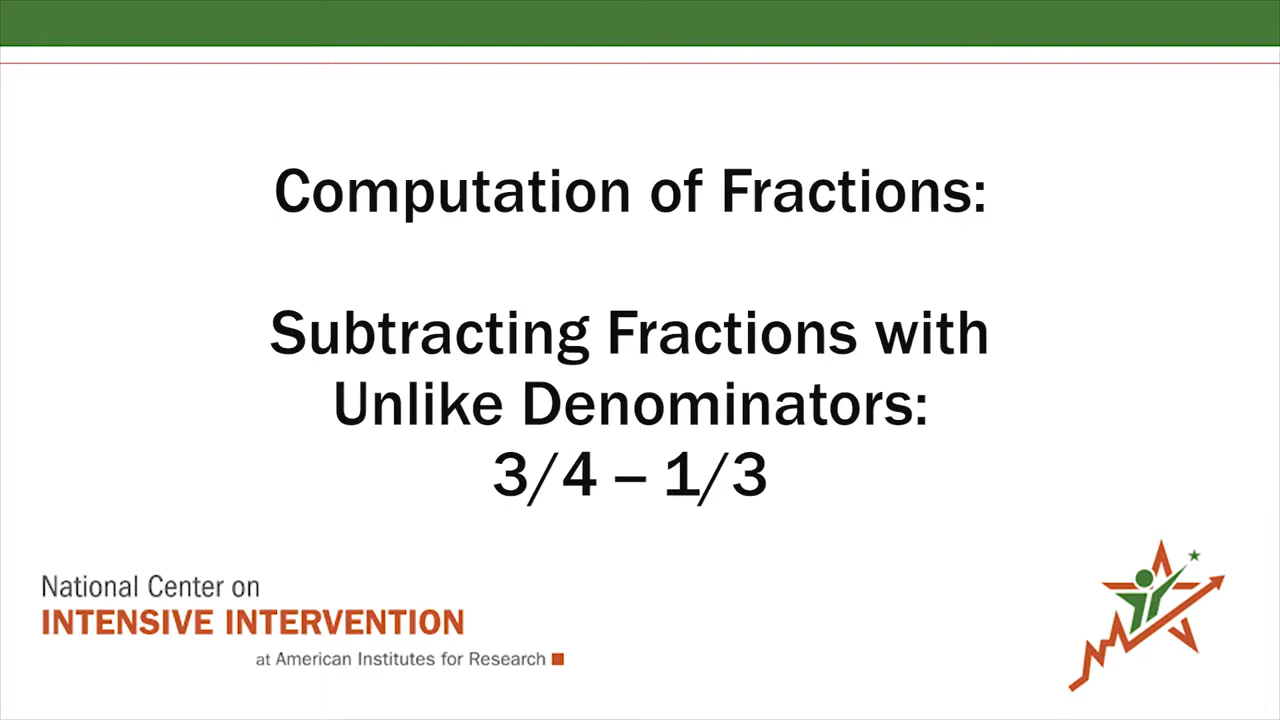 Computation of Fractions:
Subtracting Fractions with
Unlike Denominators:
3/4 – 1/3
National Center on
INTENSIVE INTERVENTION
at American Institutes for Research